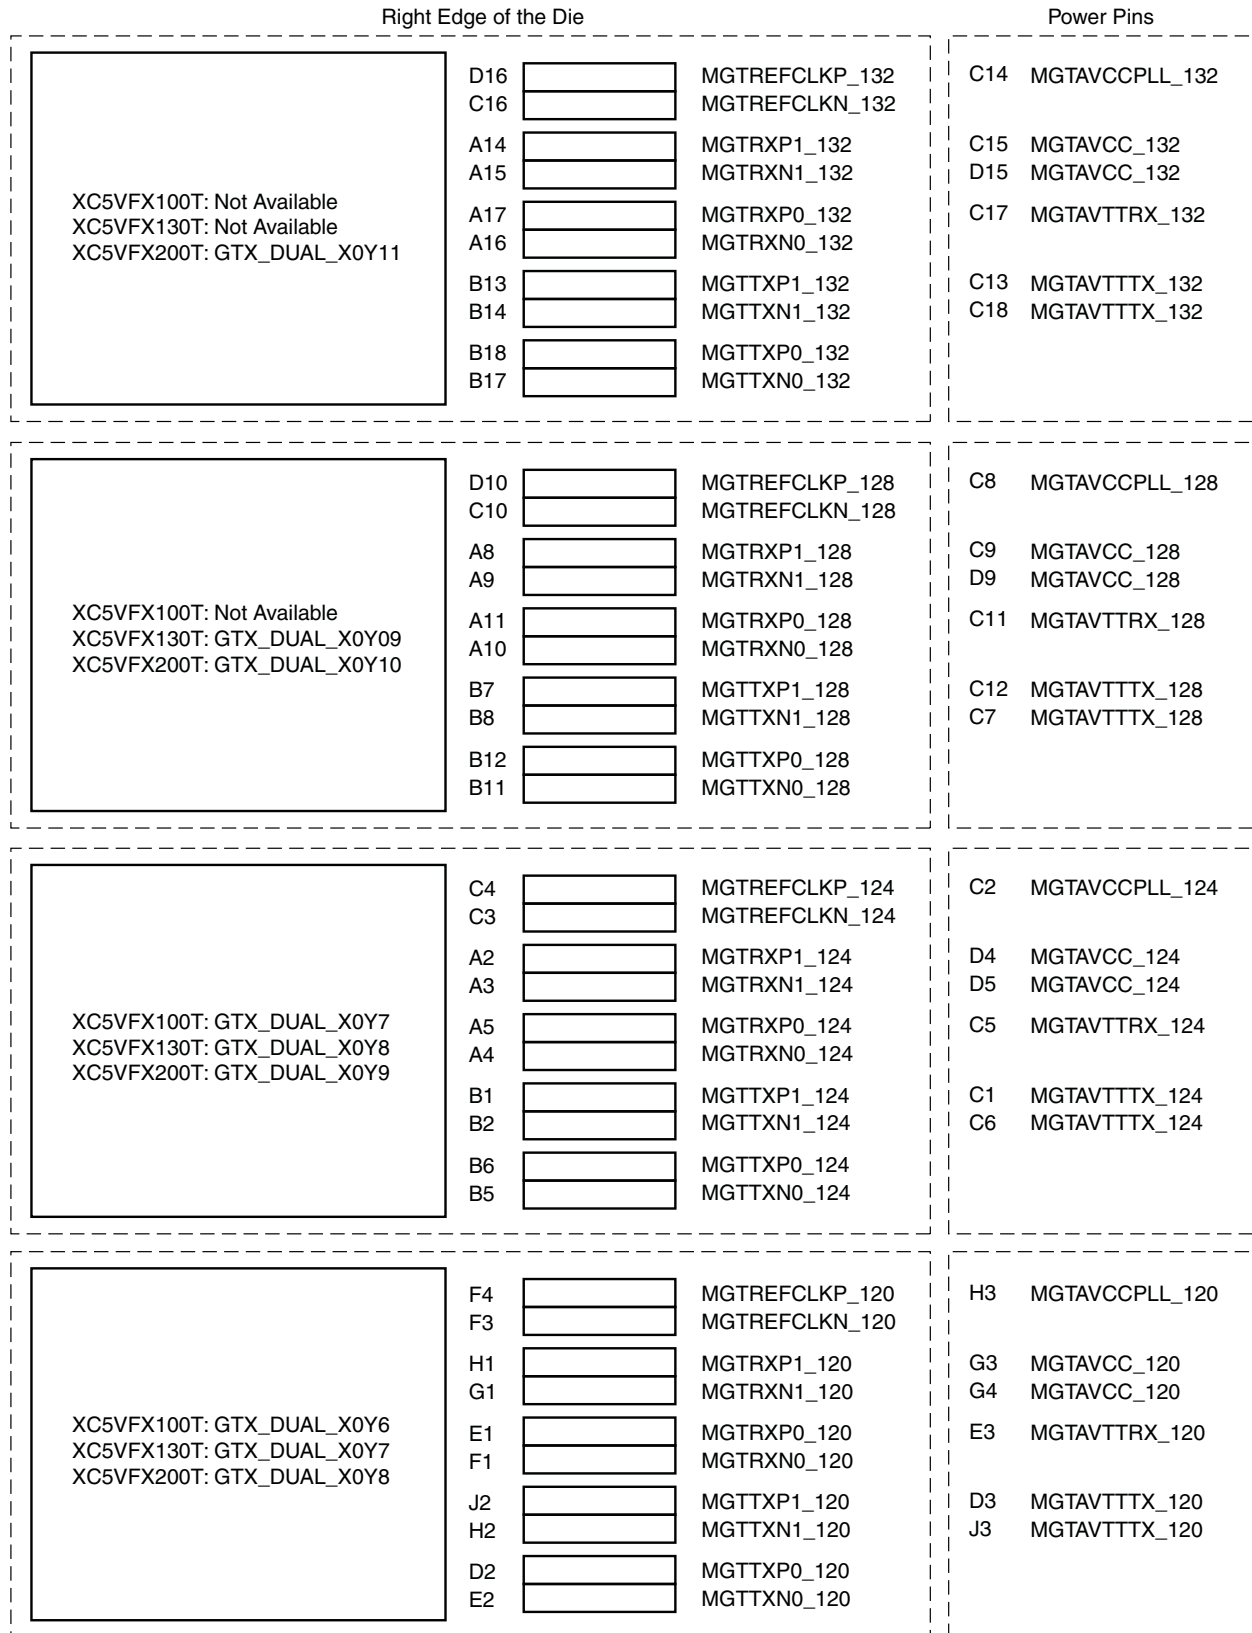 Right Edge of the Die
Power Pins
XC5VFX100T: Not Available
XC5VFX130T: Not Available
XC5VFX200T: GTX_DUAL_X0Y11
D16 MGTREFCLKP_132
C16 MGTREFCLKN_132
A14 MGTRXP1_132
A15 MGTRXN1_132
A17 MGTRXP0_132
A16 MGTRXN0_132
B13 MGTTXP1_132
B14 MGTTXN1_132
B18 MGTTXP0_132
B17 MGTTXN0_132
C14 MGTAVCCPLL_132
C15 MGTAVCC_132
D15 MGTAVCC_132
C17 MGTAVTTRX_132
C13 MGTAVTTTX_132
C18 MGTAVTTTX_132
XC5VFX100T: Not Available
XC5VFX130T: GTX_DUAL_X0Y09
XC5VFX200T: GTX_DUAL_X0Y10
D10 MGTREFCLKP_128
C10 MGTREFCLKN_128
A8 MGTRXP1_128
A9 MGTRXN1_128
A11 MGTRXP0_128
A10 MGTRXN0_128
B7 MGTTXP1_128
B8 MGTTXN1_128
B12 MGTTXP0_128
B11 MGTTXN0_128
C8 MGTAVCCPLL_128
C9 MGTAVCC_128
D9 MGTAVCC_128
C11 MGTAVTTRX_128
C12 MGTAVTTTX_128
C7 MGTAVTTTX_128
XC5VFX100T: GTX_DUAL_X0Y7
XC5VFX130T: GTX_DUAL_X0Y8
XC5VFX200T: GTX_DUAL_X0Y9
C4 MGTREFCLKP_124
C3 MGTREFCLKN_124
A2 MGTRXP1_124
A3 MGTRXN1_124
A5 MGTRXP0_124
A4 MGTRXN0_124
B1 MGTTXP1_124
B2 MGTTXN1_124
B6 MGTTXP0_124
B5 MGTTXN0_124
C2 MGTAVCCPLL_124
D4 MGTAVCC_124
D5 MGTAVCC_124
C5 MGTAVTTRX_124
C1 MGTAVTTTX_124
C6 MGTAVTTTX_124
XC5VFX100T: GTX_DUAL_X0Y6
XC5VFX130T: GTX_DUAL_X0Y7
XC5VFX200T: GTX_DUAL_X0Y8
F4 MGTREFCLKP_120
F3 MGTREFCLKN_120
H1 MGTRXP1_120
G1 MGTRXN1_120
E1 MGTRXP0_120
F1 MGTRXN0_120
J2 MGTTXP1_120
H2 MGTTXN1_120
D2 MGTTXP0_120
E2 MGTTXN0_120
H3 MGTAVCCPLL_120
G3 MGTAVCC_120
G4 MGTAVCC_120
E3 MGTAVTTRX_120
D3 MGTAVTTTX_120
J3 MGTAVTTTX_120